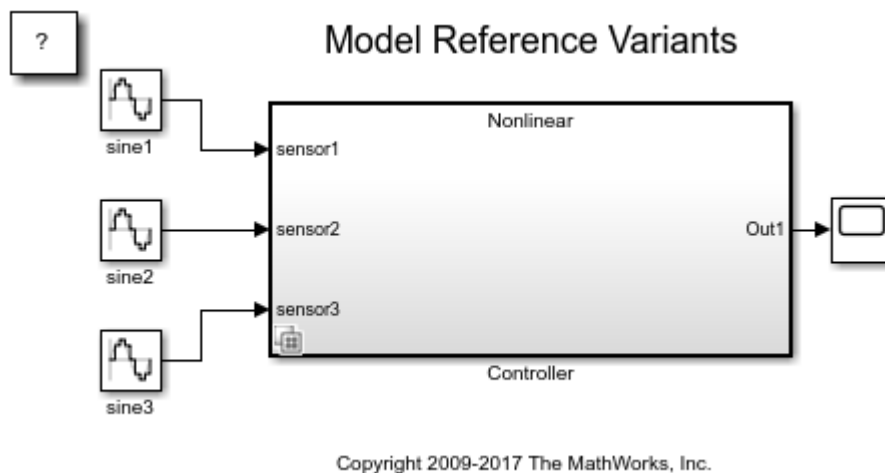 ?
Model Reference Variants
sine1
Nonlinear
sensor1
sine2
sensor2
Out1
sine3
sensor3
Controller
Copyright 2009-2017 The MathWorks, Inc.